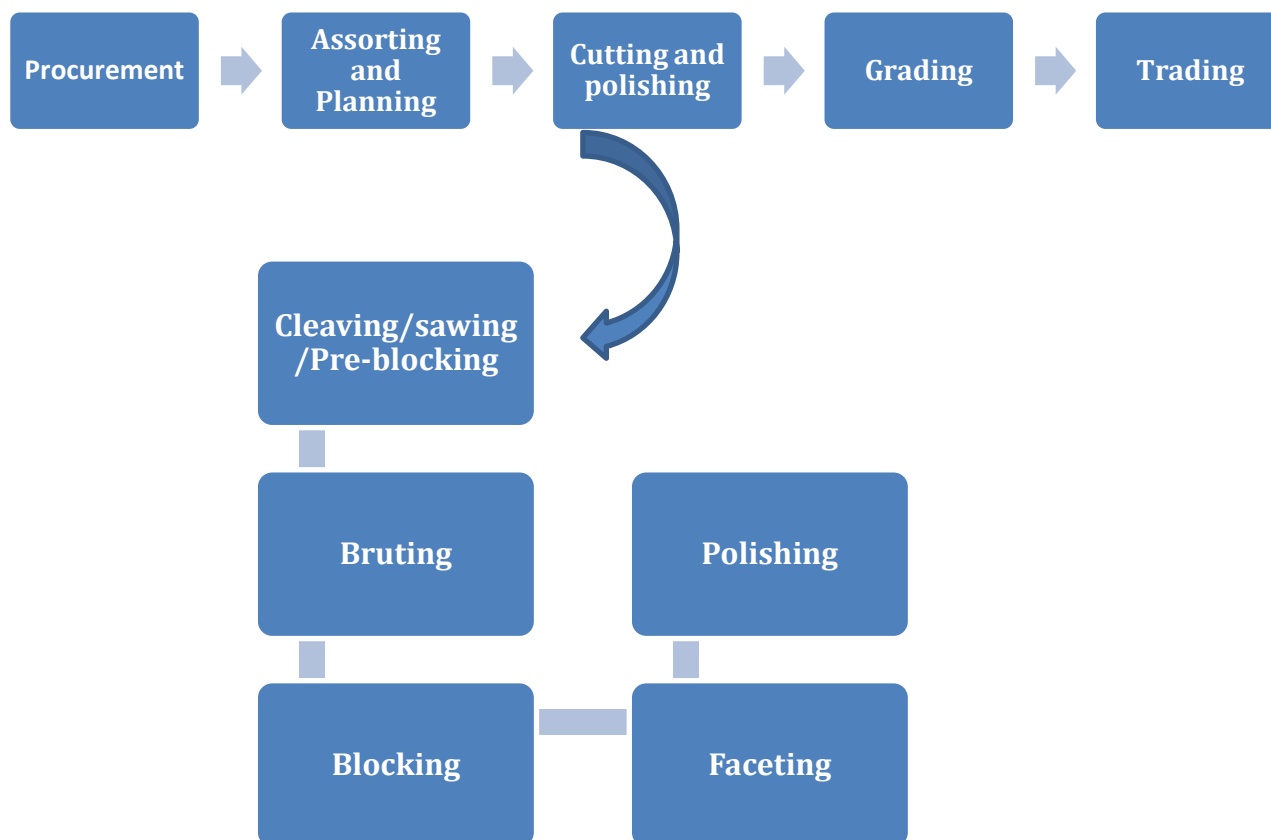 Procurement
Assorting
and
Planning
Cutting and
polishing
Grading
Trading
Cleaving/sawing
/Pre-blocking
Bruting
Polishing
Blocking
Faceting